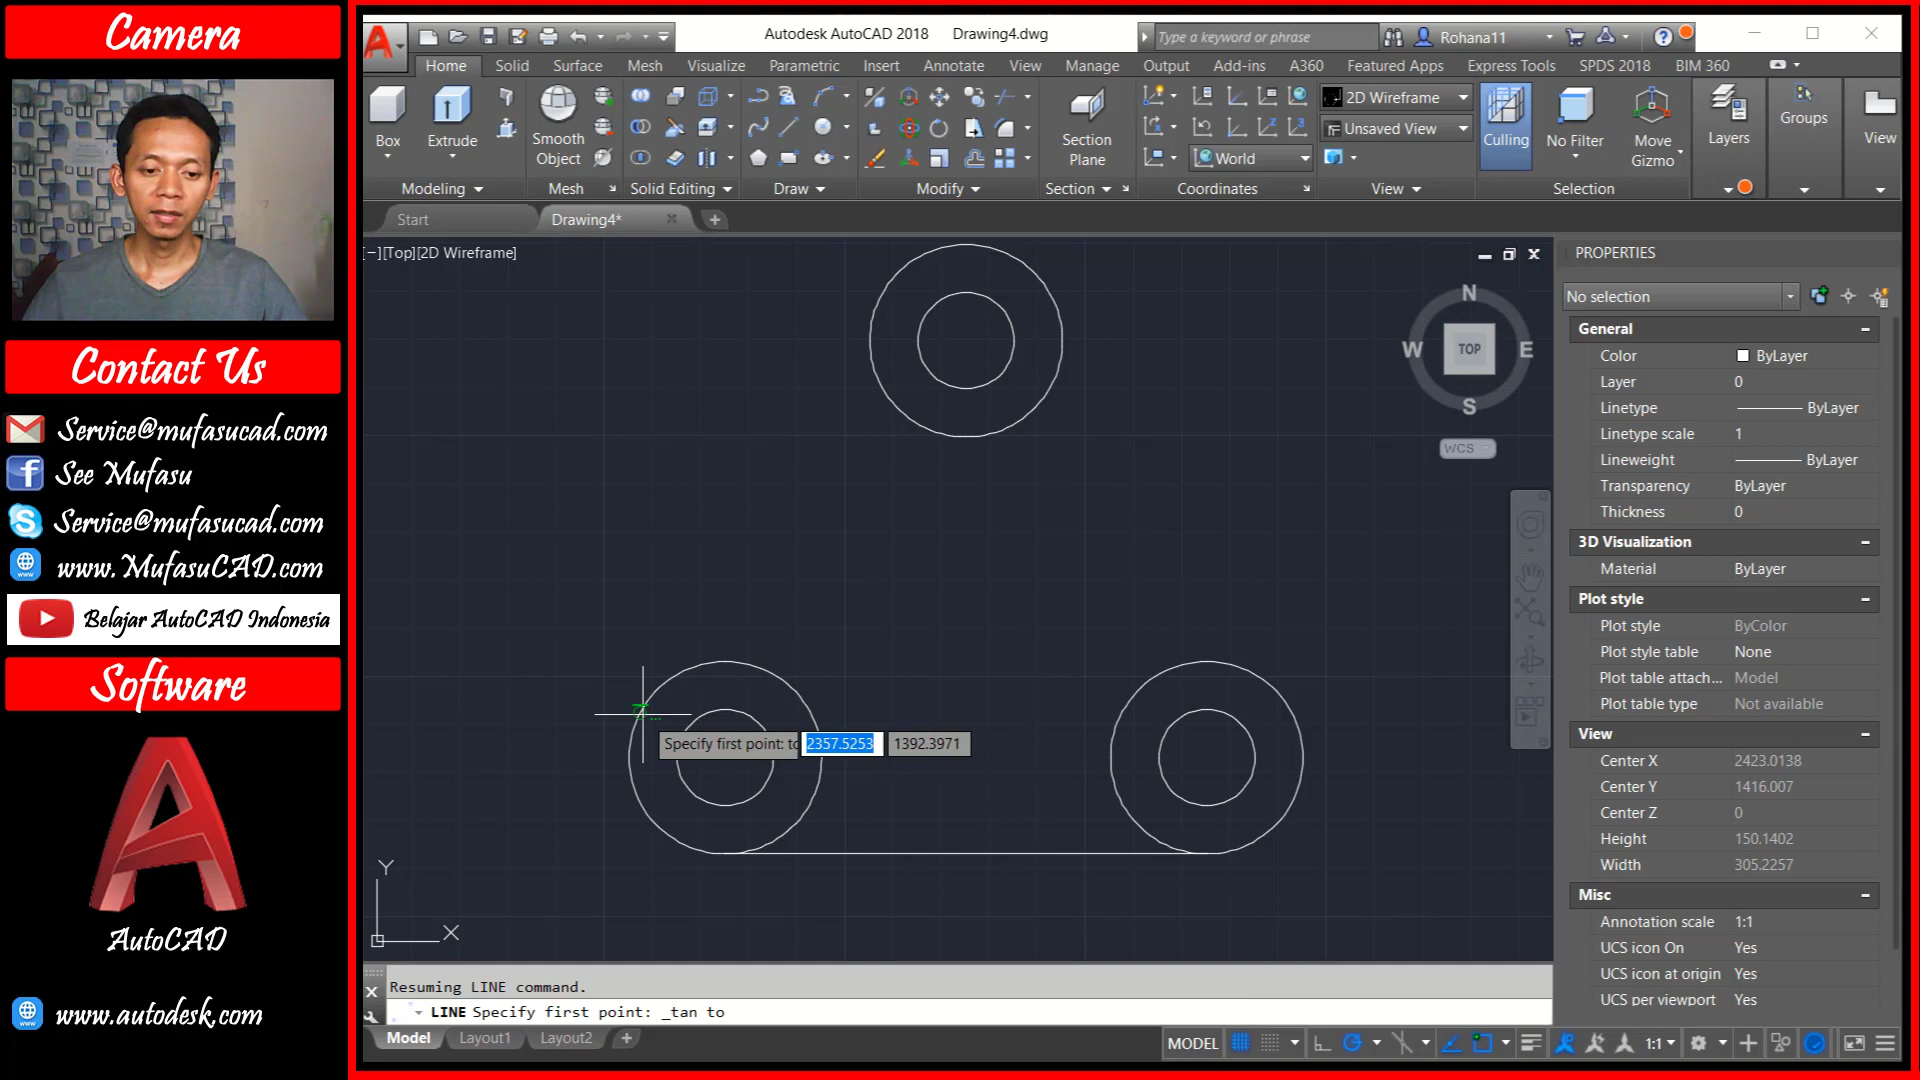 Camera
Contact Us
Service@mufasucad.com
See Mufasu
Service@mufasucad.com
www.MufasuCAD.com
Belajar AutoCAD Indonesia
Software
AutoCAD
www.autodesk.com
Autodesk AutoCAD 2018 Drawing4.dwg
Type a keyword or phrase
Rohana11
Home Solid Surface Mesh Visualize Parametric Insert Annotate View Manage Output Add-ins A360 Featured Apps Express Tools SPDS 2018 BIM 360
Box
Extrude
Smooth
Object
Section
Plane
2D Wireframe
Unsaved View
World
Culling
No Filter
Move
Gizmo
Layers
Groups
View
Modeling Mesh Solid Editing Draw Modify Section Coordinates View Selection
Start Drawing4*
[−][Top][2D Wireframe]
N
W TOP E
S
WCS
Specify first point: to 2357.5253 1392.3971
Y
X
Resuming LINE command.
LINE Specify first point: _tan to
Model Layout1 Layout2
MODEL 1:1
PROPERTIES
No selection
General
Color ByLayer
Layer 0
Linetype ByLayer
Linetype scale 1
Lineweight ByLayer
Transparency ByLayer
Thickness 0
3D Visualization
Material ByLayer
Plot style
Plot style ByColor
Plot style table None
Plot table attach... Model
Plot table type Not available
View
Center X 2423.0138
Center Y 1416.007
Center Z 0
Height 150.1402
Width 305.2257
Misc
Annotation scale 1:1
UCS icon On Yes
UCS icon at origin Yes
UCS per viewport Yes